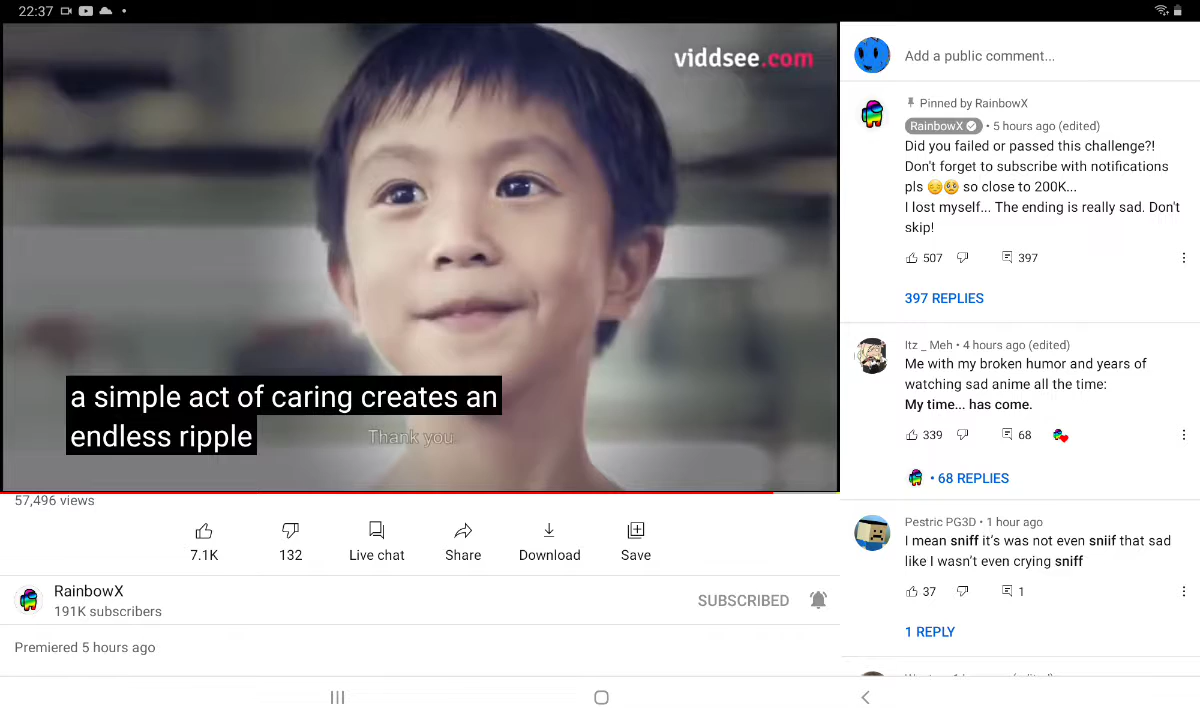 22:37
viddsee.com
a simple act of caring creates an
endless ripple
Thank you.
57,496 views
7.1K
132
Live chat
Share
Download
Save
RainbowX
191K subscribers
SUBSCRIBED
Premiered 5 hours ago
Add a public comment...
Pinned by RainbowX
RainbowX • 5 hours ago (edited)
Did you failed or passed this challenge?!
Don't forget to subscribe with notifications
pls 😔🥺 so close to 200K...
I lost myself... The ending is really sad. Don't
skip!
507
397
397 REPLIES
Itz _ Meh • 4 hours ago (edited)
Me with my broken humor and years of
watching sad anime all the time:
My time... has come.
339
68
• 68 REPLIES
Pestric PG3D • 1 hour ago
I mean sniff it's was not even sniif that sad
like I wasn't even crying sniff
37
1
1 REPLY